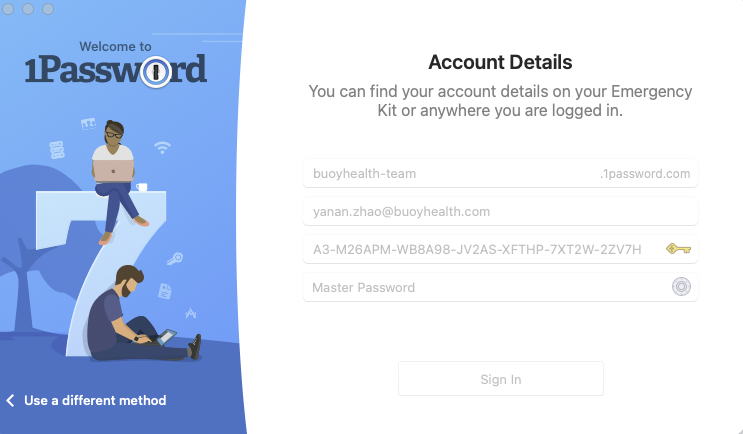 Welcome to
1Password
Use a different method
Account Details
You can find your account details on your Emergency
Kit or anywhere you are logged in.
buoyhealth-team .1password.com
yanan.zhao@buoyhealth.com
A3-M26APM-WB8A98-JV2AS-XFTHP-7XT2W-2ZV7H
Master Password
Sign In